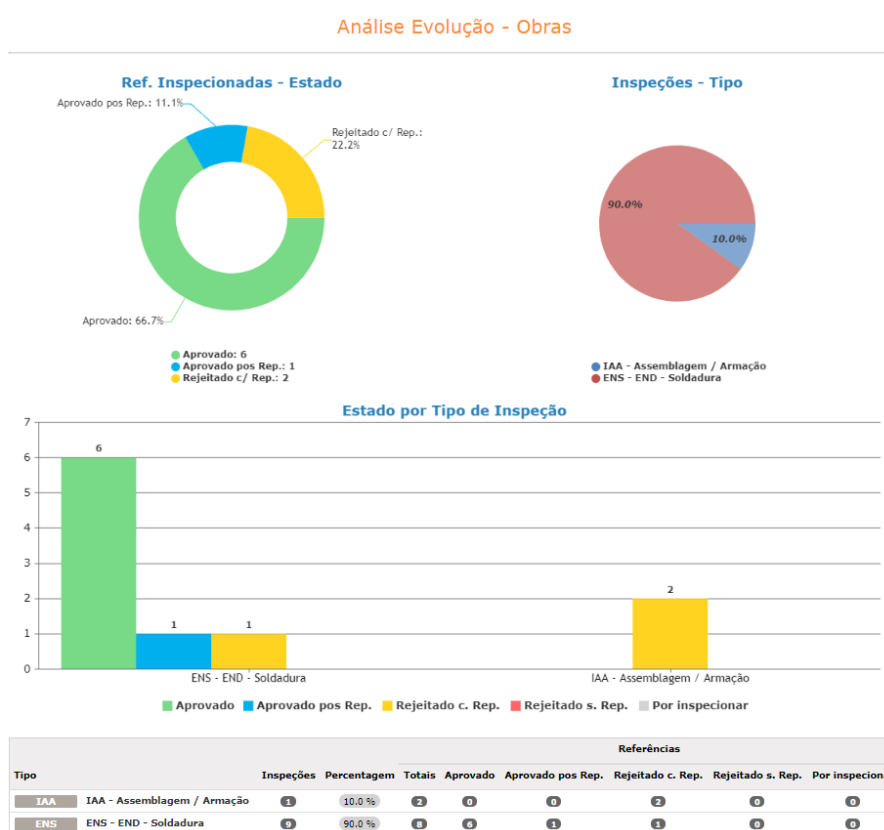 Análise Evolução - Obras
Ref. Inspecionadas - Estado
Aprovado pos Rep.: 11.1%
Rejeitado c/ Rep.:
22.2%
Aprovado: 66.7%
Aprovado: 6
Aprovado pos Rep.: 1
Rejeitado c/ Rep.: 2
Inspeções - Tipo
90.0%
10.0%
IAA - Assemblagem / Armação
ENS - END - Soldadura
Estado por Tipo de Inspeção
7
6
5
4
3
2
1
0
6
1
1
2
ENS - END - Soldadura
IAA - Assemblagem / Armação
Aprovado Aprovado pos Rep. Rejeitado c. Rep. Rejeitado s. Rep. Por inspecionar
Referências
Tipo Inspeções Percentagem Totais Aprovado Aprovado pos Rep. Rejeitado c. Rep. Rejeitado s. Rep. Por inspecion
IAA IAA - Assemblagem / Armação 1 10.0 % 2 0 0 2 0 0
ENS ENS - END - Soldadura 9 90.0 % 8 6 1 1 0 0